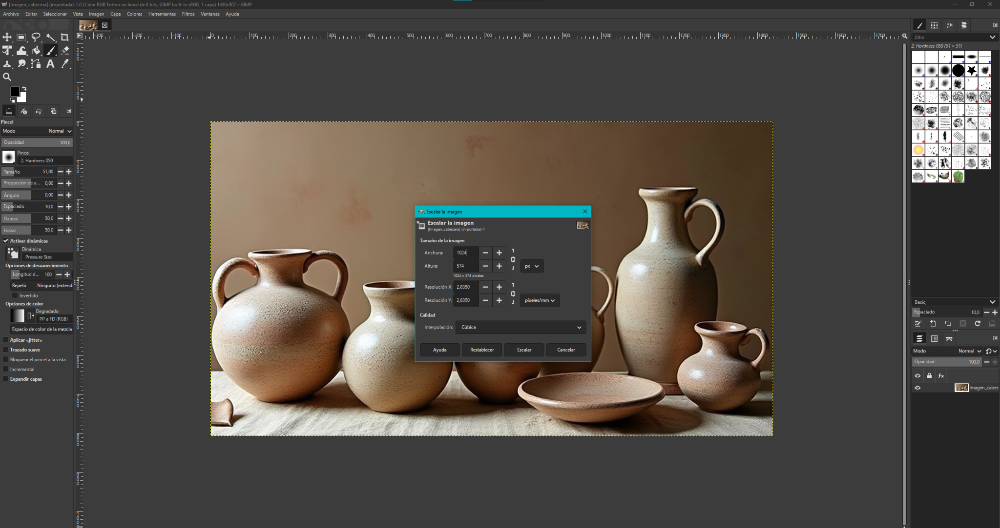 [Imagen_cabecera] (importada)-1.0 (Color RGB Entero no lineal de 8 bits, GIMP built-in sRGB, 1 capa) 1440x807 – GIMP
Archivo Editar Seleccionar Vista Imagen Capa Colores Herramientas Filtros Ventanas Ayuda
-300 -200 -100 0 100 200 300 400 500 600 700 800 900 1000 1100 1200 1300 1400 1500 1600 1700
Pincel
Modo Normal
Opacidad 100,0
Pincel
2. Hardness 050
Tamaño 51,00
Proporción de a... 0,00
Ángulo 0,00
Espaciado 10,0
Dureza 50,0
Forzar 50,0
Activar dinámicas
Dinámica
Pressure Size
Opciones de desvanecimiento
Longitud d... 100
Repetir Ninguno (extend
Invertido
Opciones de color
Degradado
PP a FD (RGB)
Espacio de color de la mezcla
Aplicar «jitter»
Trazado suave
Bloquear el pincel a la vista
Incremental
Expandir capas
Escalar la imagen
Escalar la imagen
[Imagen_cabecera] (importada)-1
Tamaño de la imagen
Anchura: 1024
Altura: 574 px
1024 x 574 píxeles
Resolución X: 2,8350
Resolución Y: 2,8350 píxeles/mm
Calidad
Interpolación: Cúbica
Ayuda Restablecer Escalar Cancelar
filtro
2. Hardness 050 (51 × 51)
Basic,
Espaciado 10,0
Modo Normal
Opacidad 100,0
fx
Imagen_cabec